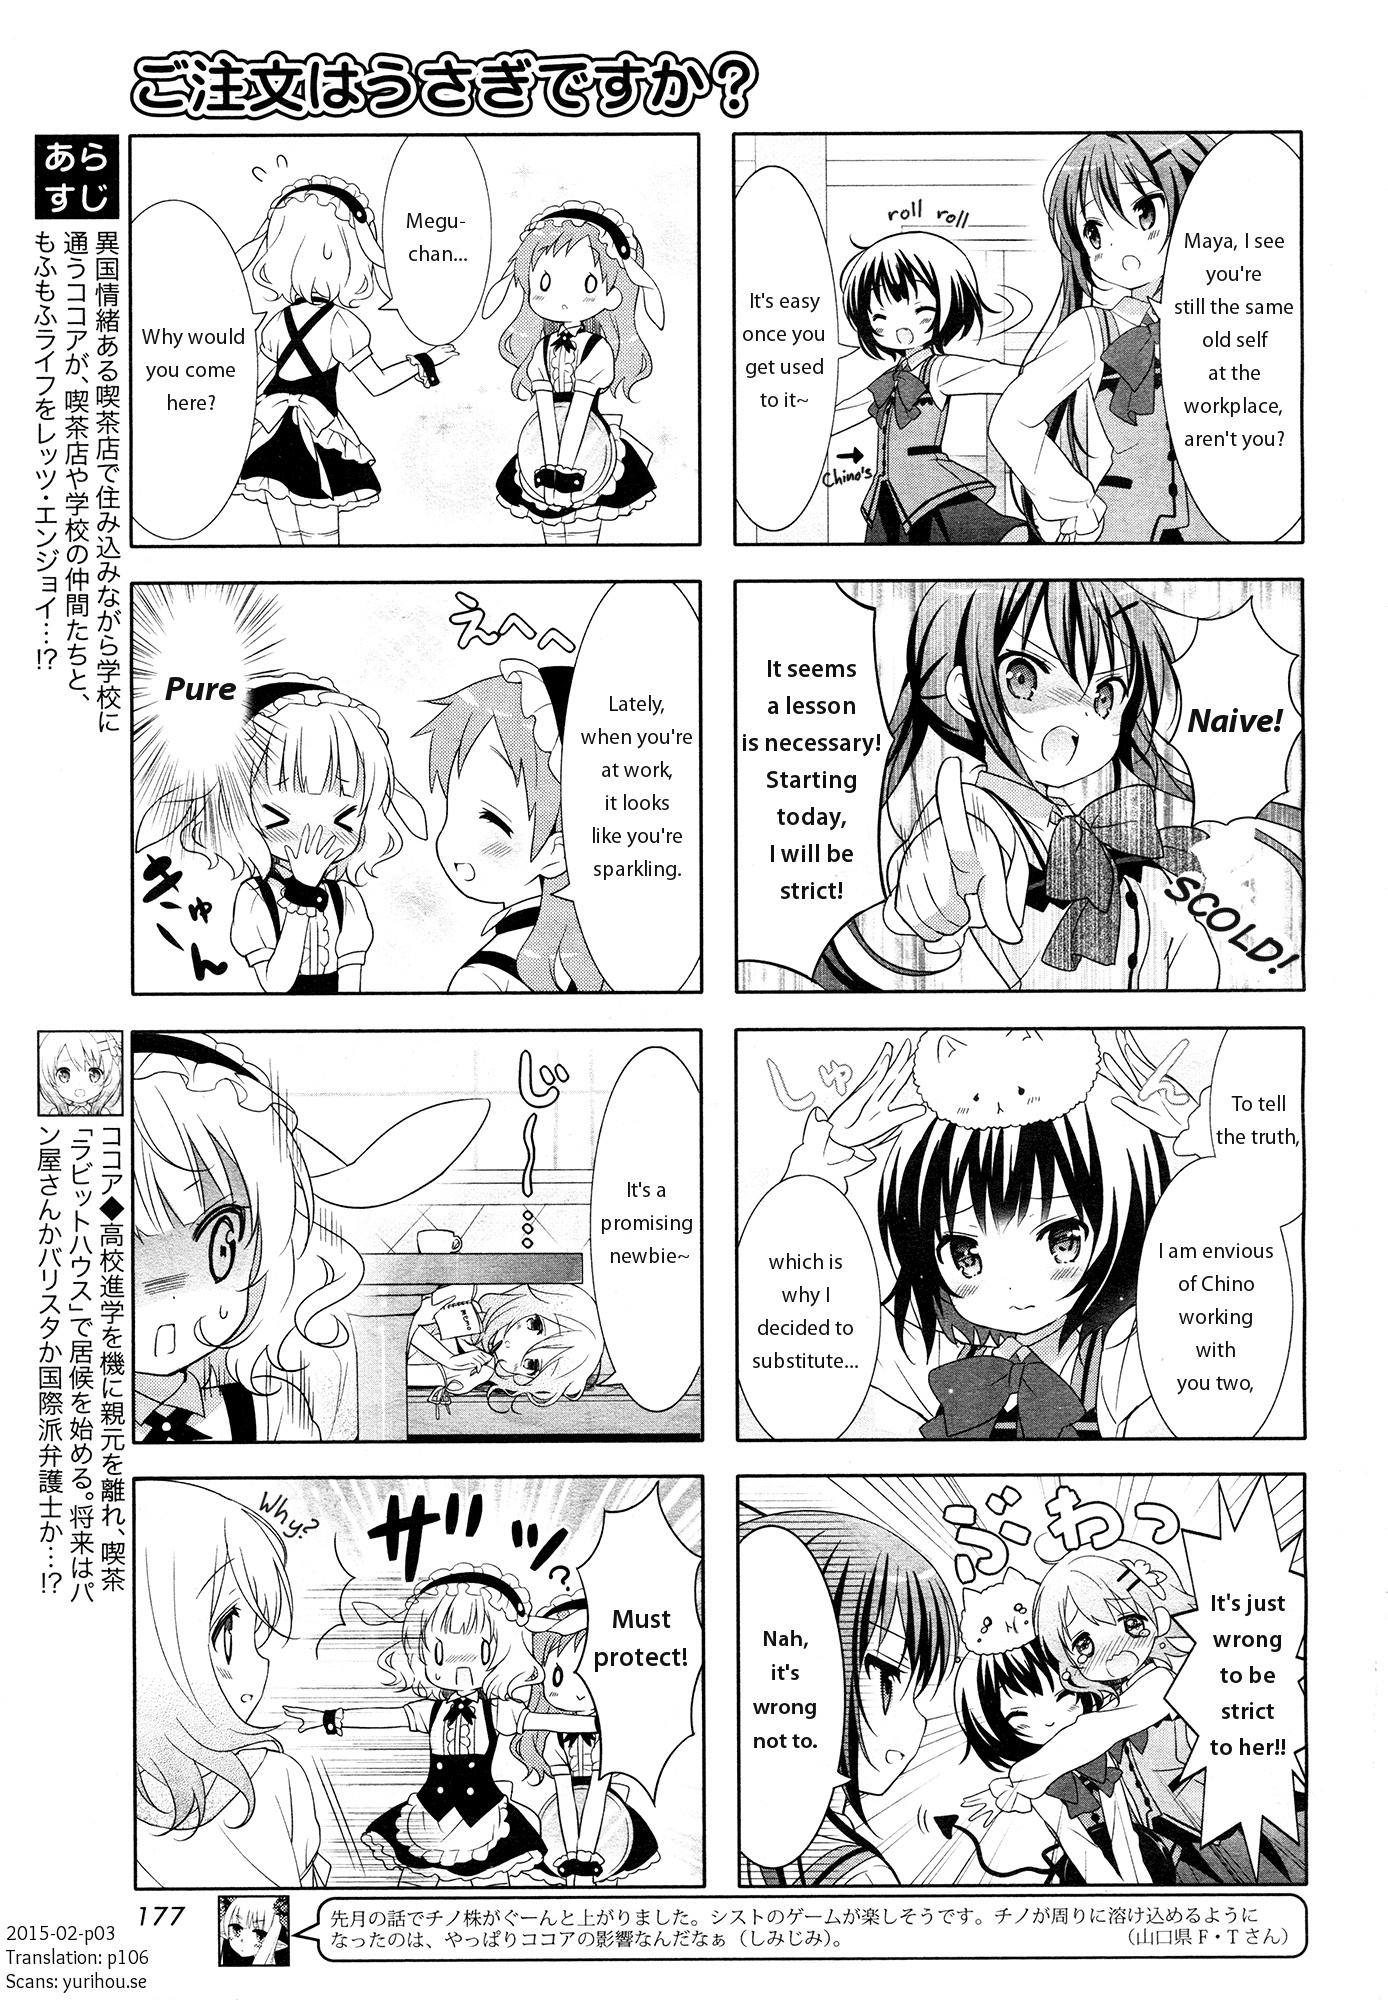 ご注文はうさぎですか？
あら
すじ
異国情緒ある喫茶店で住み込みながら学校に
通うココアが、喫茶店や学校の仲間たちと、
もふもふライフをレッツ・エンジョイ…!?
Maya, I see
you're
still the same
old self
at the
workplace,
aren't you?
roll roll
It's easy
once you
get used
to it~
Chino's
Naive!
It seems
a lesson
is necessary!
Starting
today,
I will be
strict!
SCOLD!
To tell
the truth,
I am envious
of Chino
working
with
you two,
しゅん
which is
why I
decided to
substitute...
It's just
wrong
to be
strict
to her!!
ぶわっ
Nah,
it's
wrong
not to.
Megu-
chan...
Why would
you come
here?
Lately,
when you're
at work,
it looks
like you're
sparkling.
えへへ
Pure
きゅーん
It's a
promising
newbie~
じ～……
MEMO
Must
protect!
?
ザッ
Why?
ココア◆高校進学を機に親元を離れ、喫茶
「ラビットハウス」で居候を始める。将来はパ
ン屋さんかバリスタか国際派弁護士か…!?
177
先月の話でチノ株がぐーんと上がりました。シストのゲームが楽しそうです。チノが周りに溶け込めるように
なったのは、やっぱりココアの影響なんだなぁ（しみじみ）。
（山口県F・Tさん）
2015-02-p03
Translation: p106
Scans: yurihou.se